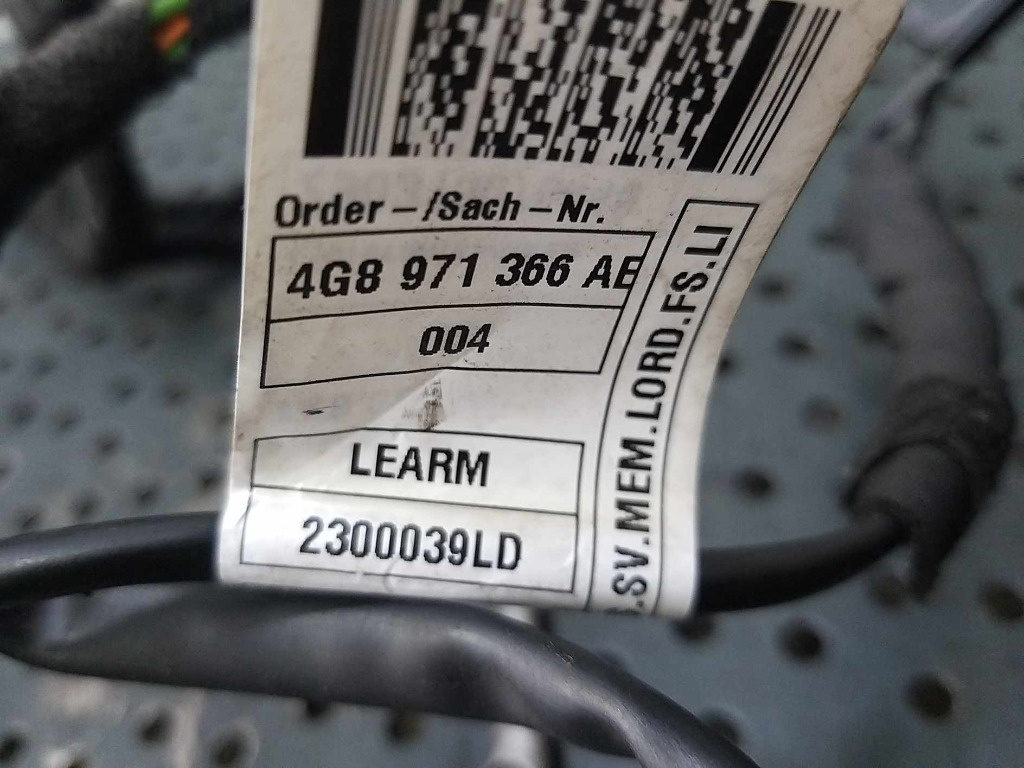 Order-/Sach-Nr.
4G8 971 366 AE
004
LEARM
2300039LD
.SV.MEM.LORD.FS.LI